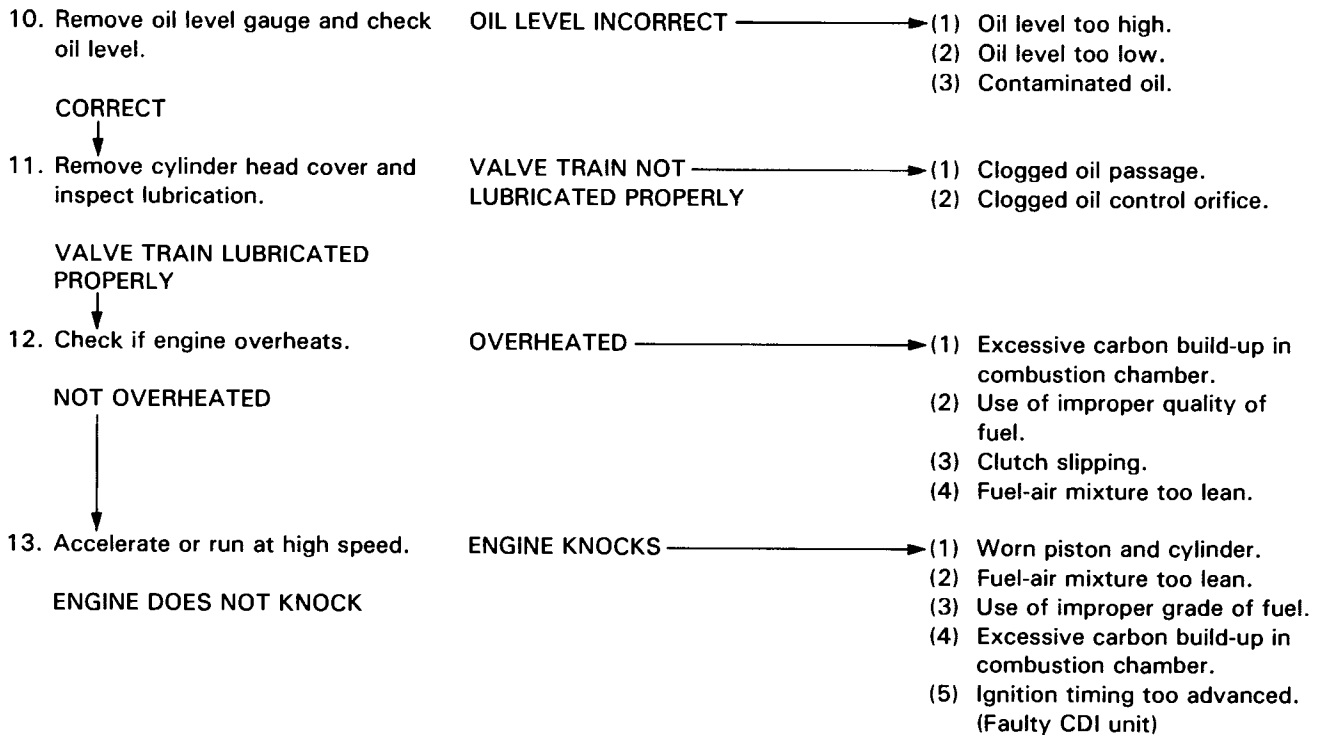 10. Remove oil level gauge and check
oil level.
OIL LEVEL INCORRECT
(1) Oil level too high.
(2) Oil level too low.
(3) Contaminated oil.
CORRECT
11. Remove cylinder head cover and
inspect lubrication.
VALVE TRAIN NOT
LUBRICATED PROPERLY
(1) Clogged oil passage.
(2) Clogged oil control orifice.
VALVE TRAIN LUBRICATED
PROPERLY
12. Check if engine overheats.
OVERHEATED
(1) Excessive carbon build-up in
combustion chamber.
(2) Use of improper quality of
fuel.
(3) Clutch slipping.
(4) Fuel-air mixture too lean.
NOT OVERHEATED
13. Accelerate or run at high speed.
ENGINE KNOCKS
(1) Worn piston and cylinder.
(2) Fuel-air mixture too lean.
(3) Use of improper grade of fuel.
(4) Excessive carbon build-up in
combustion chamber.
(5) Ignition timing too advanced.
(Faulty CDI unit)
ENGINE DOES NOT KNOCK